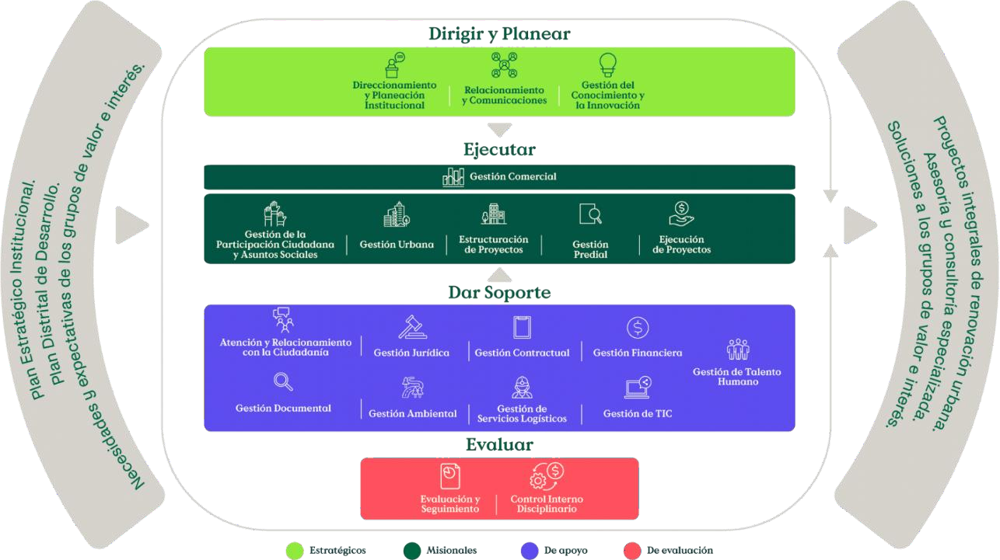 Plan Estratégico Institucional.
Plan Distrital de Desarrollo.
Necesidades y expectativas de los grupos de valor e interés.
Dirigir y Planear
Direccionamiento
y Planeación
Institucional
Relacionamiento
y Comunicaciones
Gestión del
Conocimiento y
la Innovación
Ejecutar
Gestión Comercial
Gestión de la
Participación Ciudadana
y Asuntos Sociales
Gestión Urbana
Estructuración
de Proyectos
Gestión
Predial
Ejecución
de Proyectos
Dar Soporte
Atención y Relacionamiento
con la Ciudadanía
Gestión Jurídica
Gestión Contractual
Gestión Financiera
Gestión de Talento
Humano
Gestión Documental
Gestión Ambiental
Gestión de
Servicios Logísticos
Gestión de TIC
Evaluar
Evaluación y
Seguimiento
Control Interno
Disciplinario
Proyectos integrales de renovación urbana.
Asesoría y consultoría especializada.
Soluciones a los grupos de valor e interés.
Estratégicos
Misionales
De apoyo
De evaluación